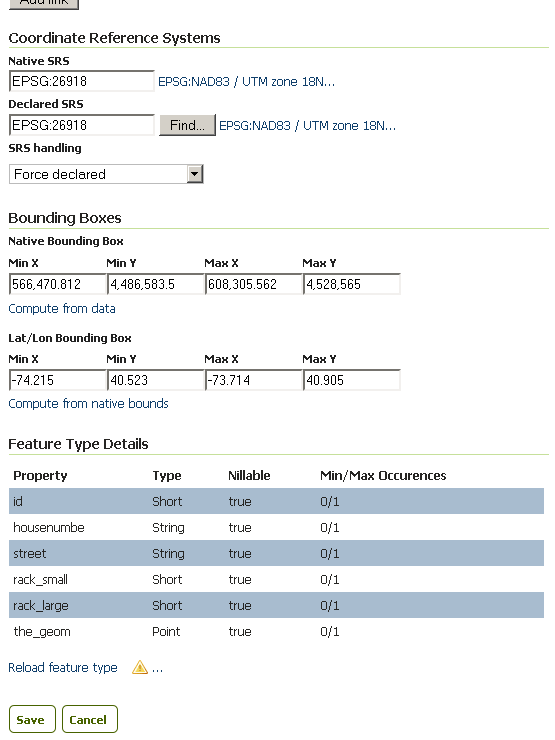 Add link
Coordinate Reference Systems
Native SRS
EPSG:26918 EPSG:NAD83 / UTM zone 18N...
Declared SRS
EPSG:26918 Find... EPSG:NAD83 / UTM zone 18N...
SRS handling
Force declared
Bounding Boxes
Native Bounding Box
Min X Min Y Max X Max Y
566,470.812 4,486,583.5 608,305.562 4,528,565
Compute from data
Lat/Lon Bounding Box
Min X Min Y Max X Max Y
-74.215 40.523 -73.714 40.905
Compute from native bounds
Feature Type Details
Property Type Nillable Min/Max Occurences
id Short true 0/1
housenumbe String true 0/1
street String true 0/1
rack_small Short true 0/1
rack_large Short true 0/1
the_geom Point true 0/1
Reload feature type ...
Save Cancel